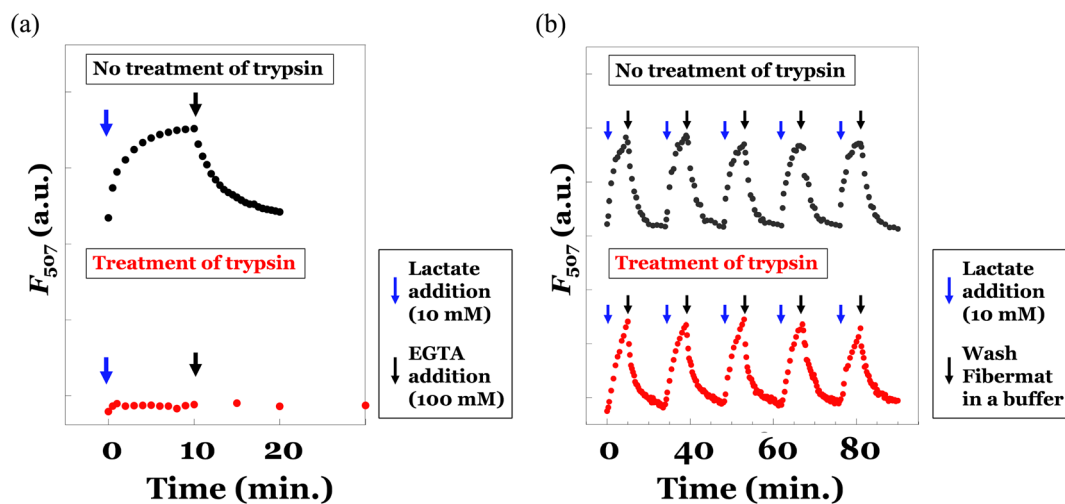 (a)
No treatment of trypsin
Treatment of trypsin
F507 (a.u.)
0 20
Time (min.)
Lactate
addition
(10 mM)
EGTA
addition
(100 mM)
(b)
No treatment of trypsin
Treatment of trypsin
F507 (a.u.)
0 40 60 80
Time (min.)
Lactate
addition
(10 mM)
Wash
Fibermat
in a buffer